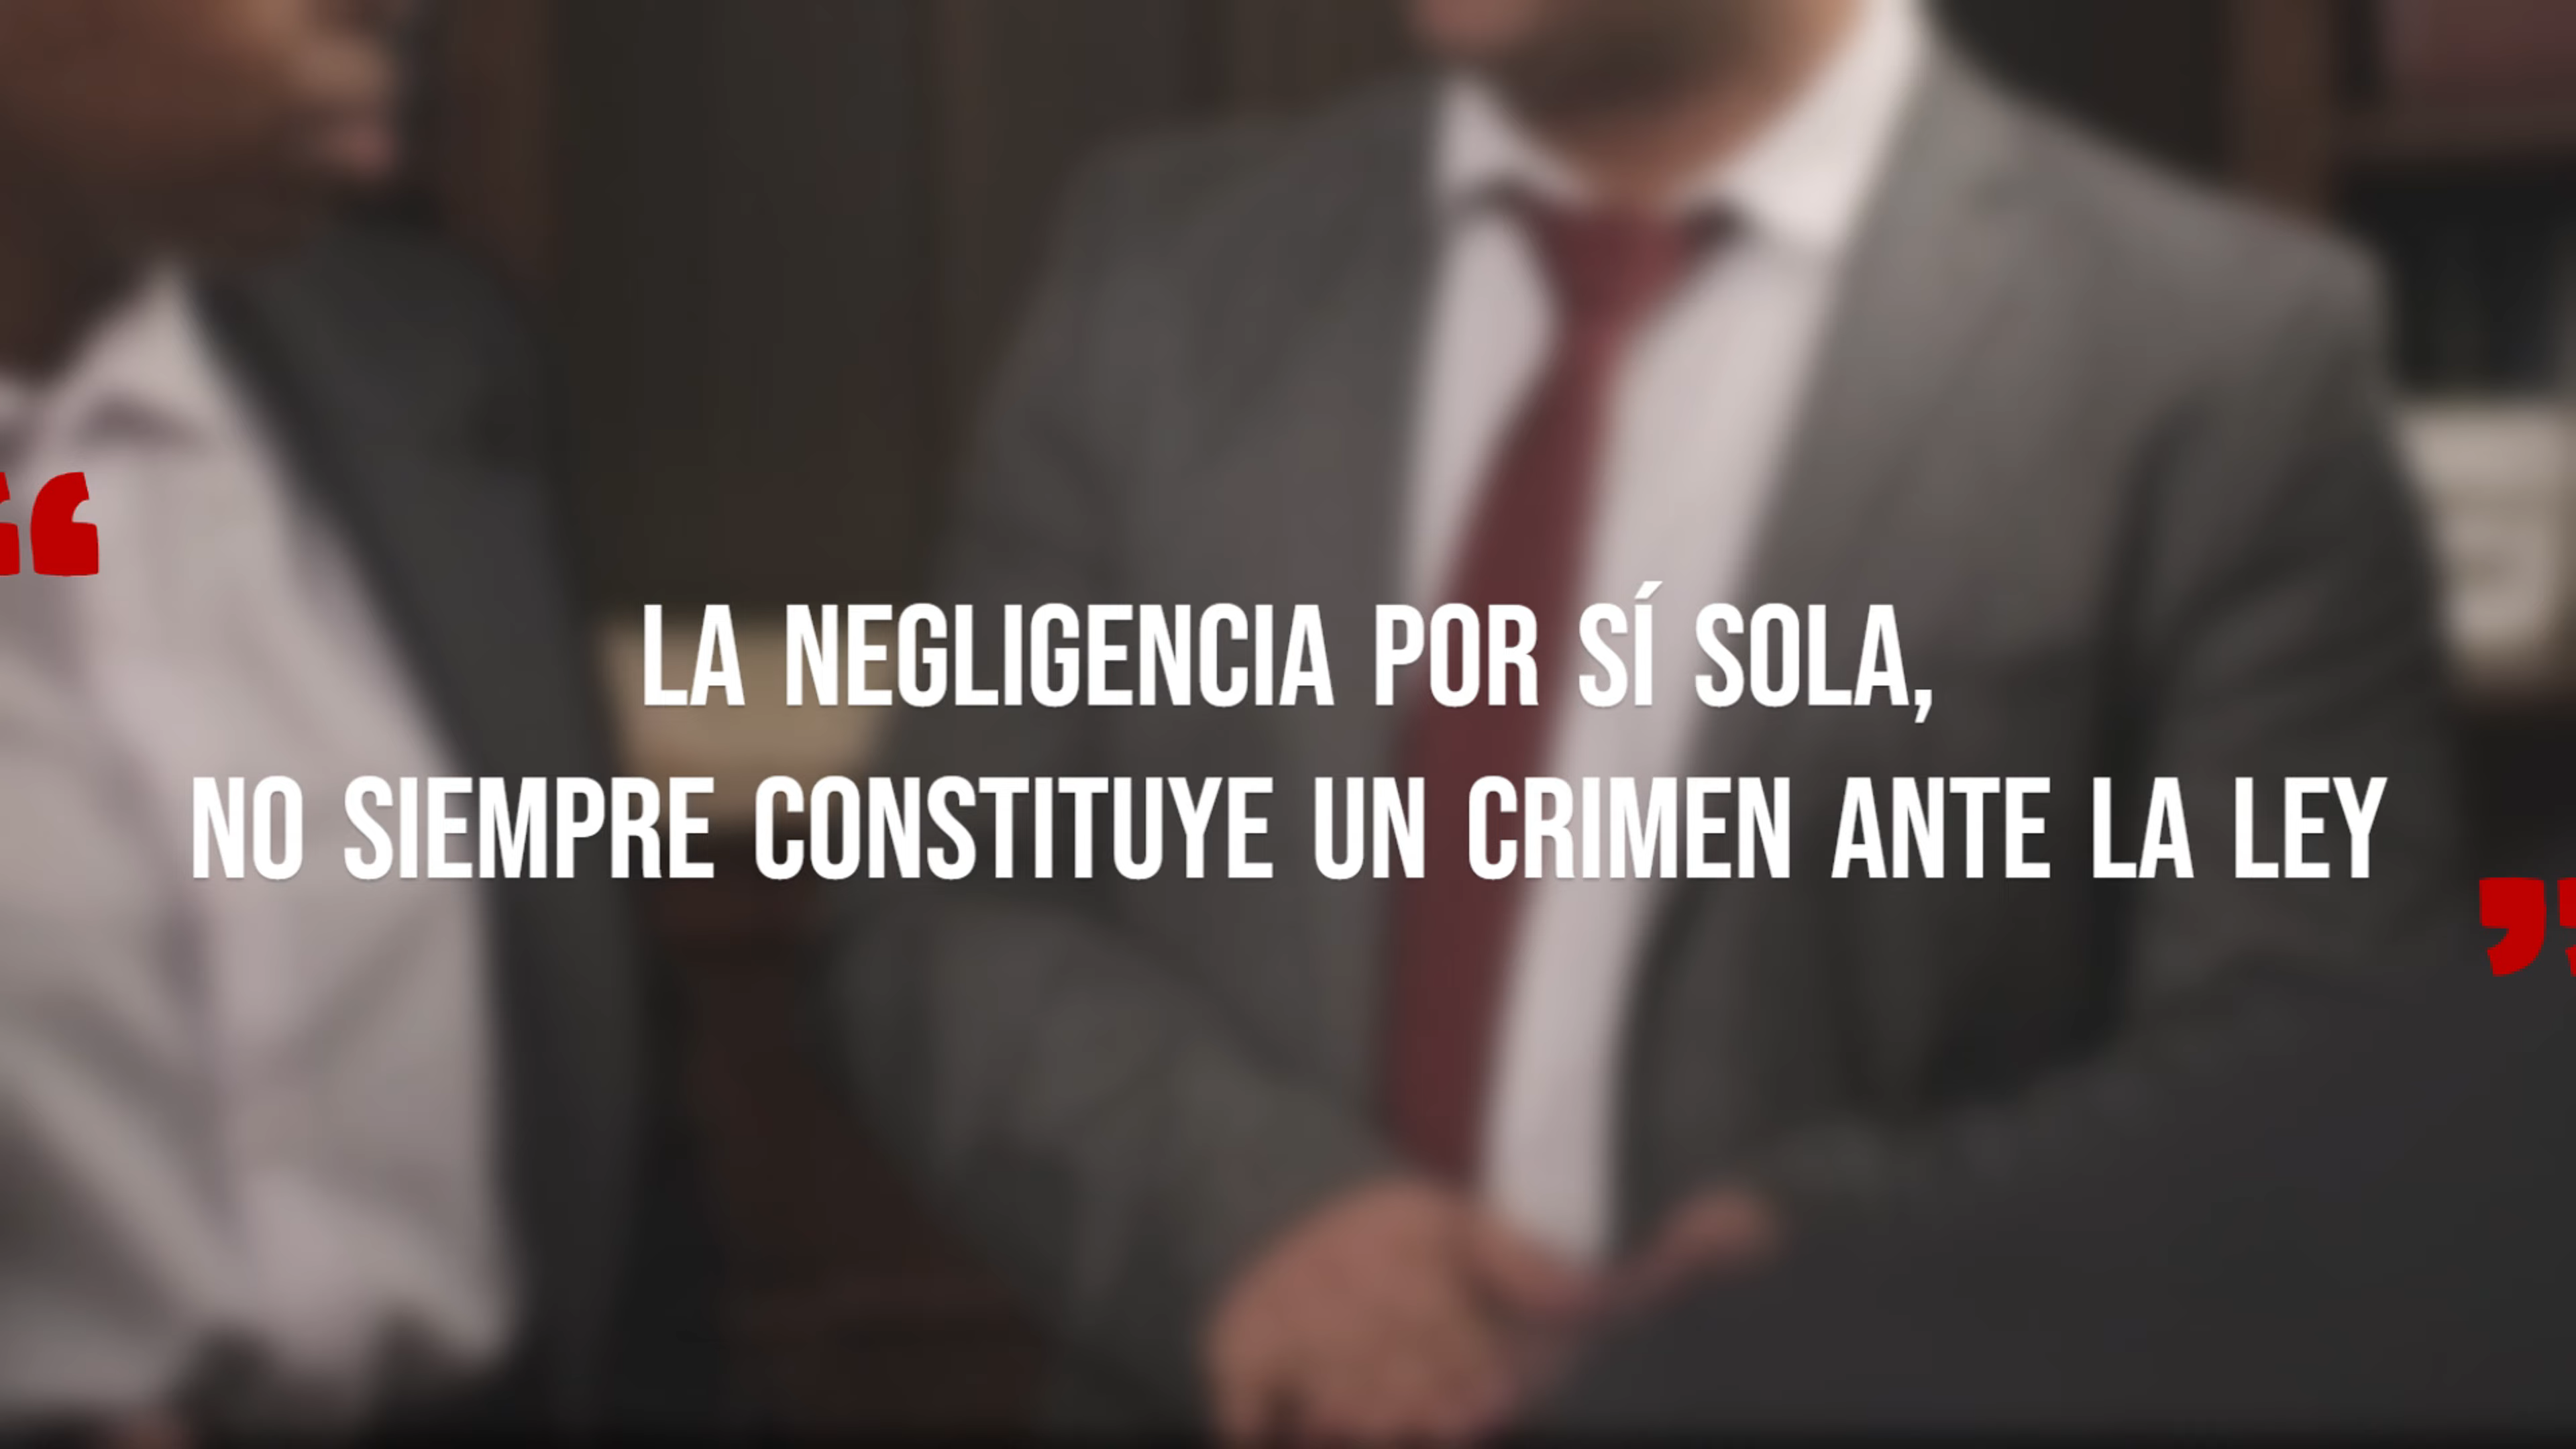 “
LA NEGLIGENCIA POR SÍ SOLA,
NO SIEMPRE CONSTITUYE UN CRIMEN ANTE LA LEY
”